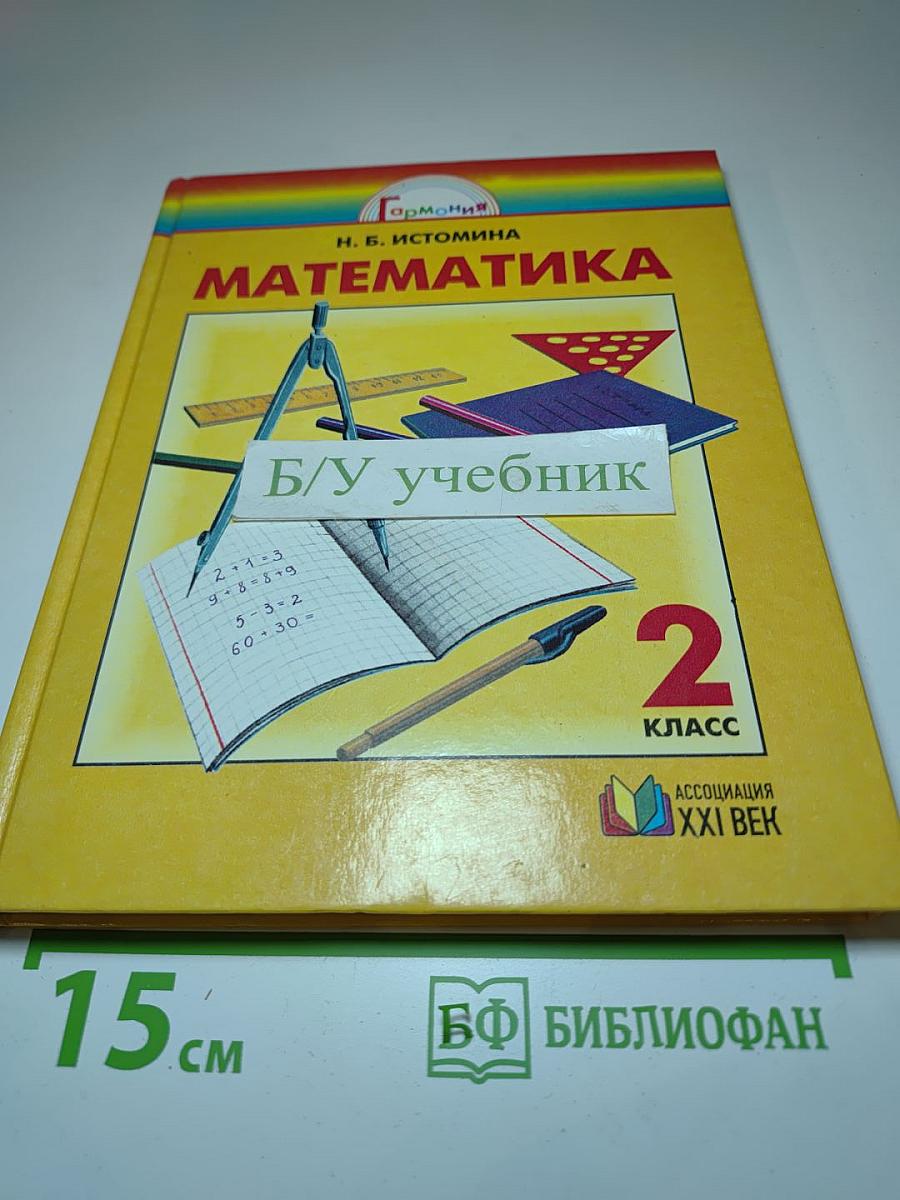 Гармония
Н. Б. ИСТОМИНА
МАТЕМАТИКА
Б/У учебник
2 + 1 = 3
9 + 8 = 8 + 9
5 - 3 = 2
60 + 30 =
2
КЛАСС
АССОЦИАЦИЯ
XXI ВЕК
15 см
БФ БИБЛИОФАН